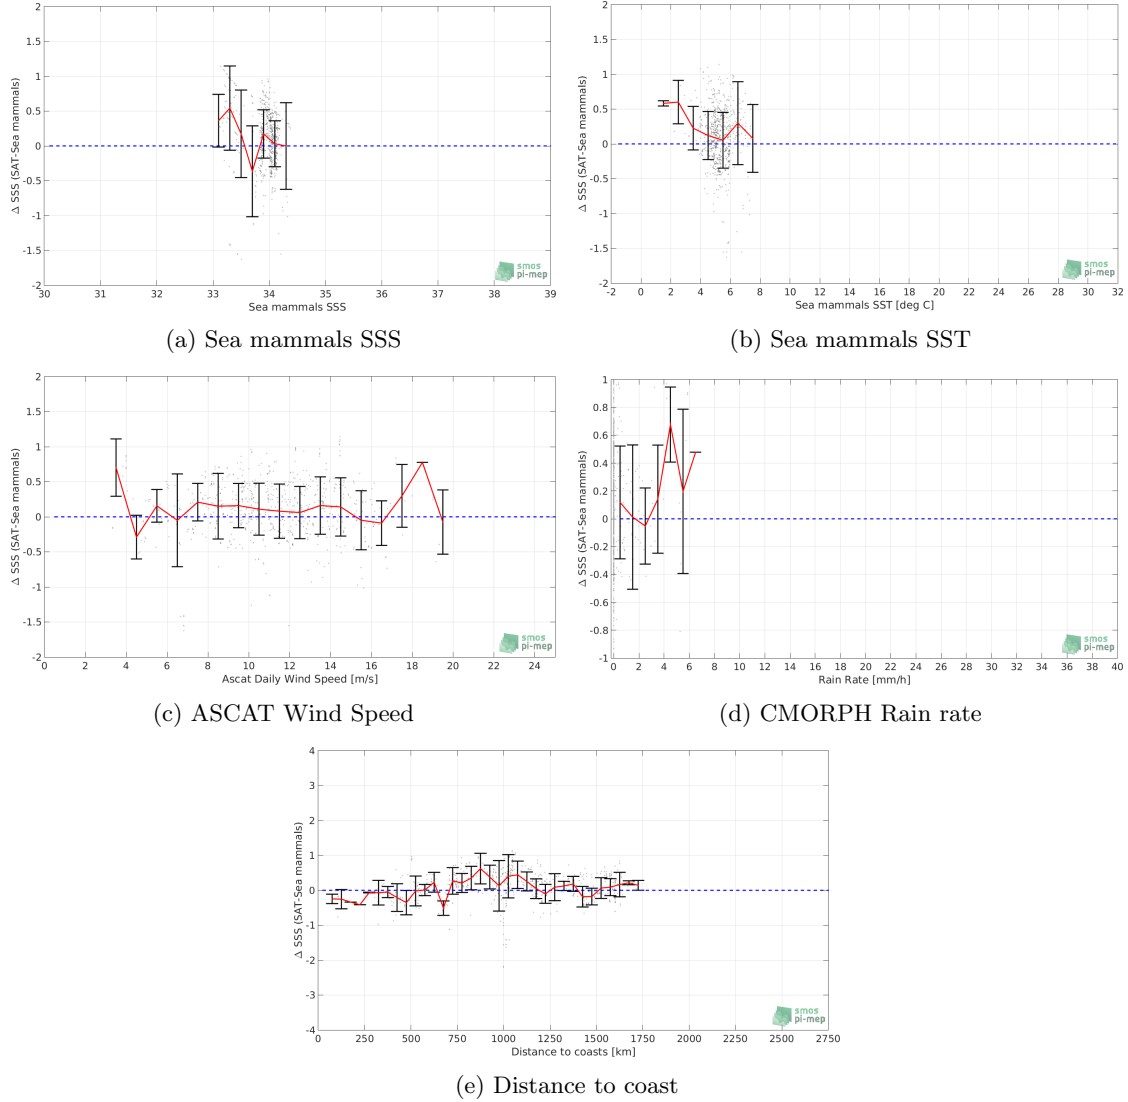 2
1.5
1
0.5
0
-0.5
-1
-1.5
-2
Δ SSS (SAT-Sea mammals)
30 31 32 33 34 35 36 37 38 39
Sea mammals SSS
smos
pi-mep
(a) Sea mammals SSS
2
1.5
1
0.5
0
-0.5
-1
-1.5
-2
Δ SSS (SAT-Sea mammals)
-2 0 2 4 6 8 10 12 14 16 18 20 22 24 26 28 30 32
Sea mammals SST [deg C]
smos
pi-mep
(b) Sea mammals SST
2
1.5
1
0.5
0
-0.5
-1
-1.5
-2
Δ SSS (SAT-Sea mammals)
0 2 4 6 8 10 12 14 16 18 20 22 24
Ascat Daily Wind Speed [m/s]
smos
pi-mep
(c) ASCAT Wind Speed
1
0.8
0.6
0.4
0.2
0
-0.2
-0.4
-0.6
-0.8
-1
Δ SSS (SAT-Sea mammals)
0 2 4 6 8 10 12 14 16 18 20 22 24 26 28 30 32 34 36 38 40
Rain Rate [mm/h]
smos
pi-mep
(d) CMORPH Rain rate
4
3
2
1
0
-1
-2
-3
-4
Δ SSS (SAT-Sea mammals)
0 250 500 750 1000 1250 1500 1750 2000 2250 2500 2750
Distance to coasts [km]
smos
pi-mep
(e) Distance to coast